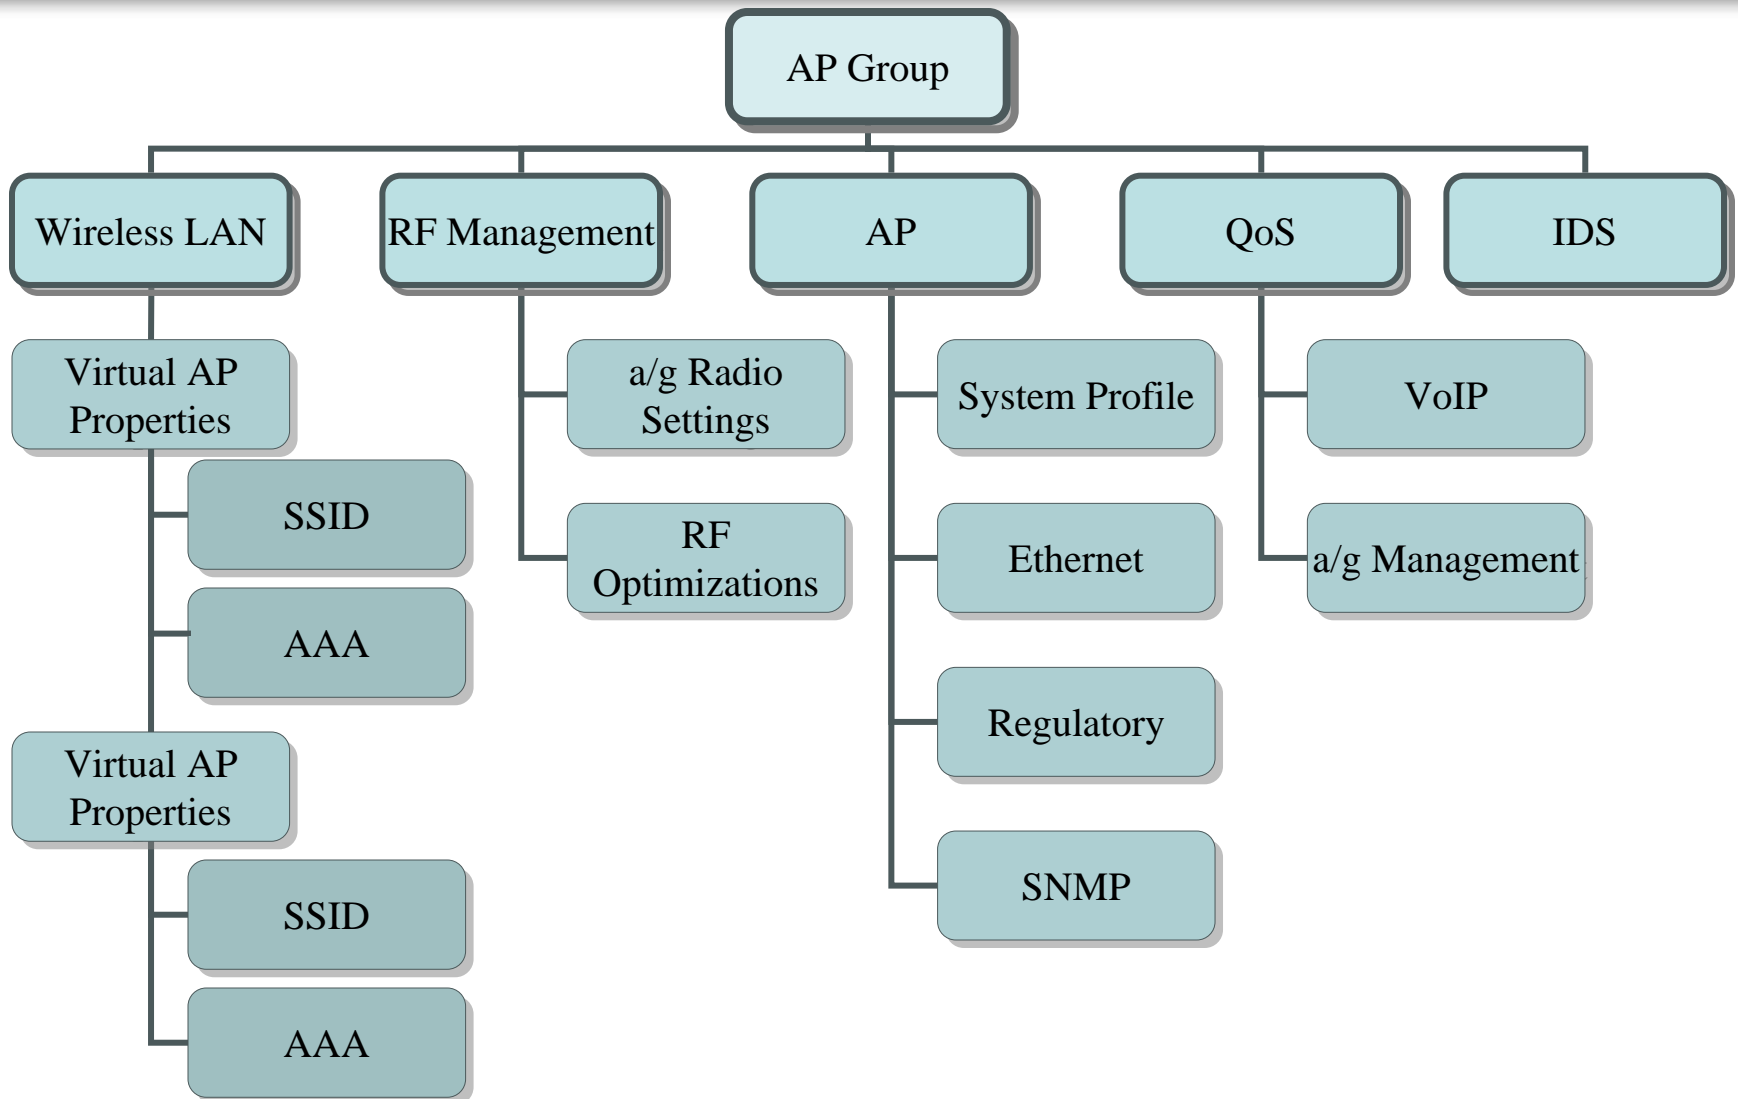 AP Group
Wireless LAN
RF Management
AP
QoS
IDS
Virtual AP
Properties
SSID
AAA
Virtual AP
Properties
SSID
AAA
a/g Radio
Settings
RF
Optimizations
System Profile
Ethernet
Regulatory
SNMP
VoIP
a/g Management